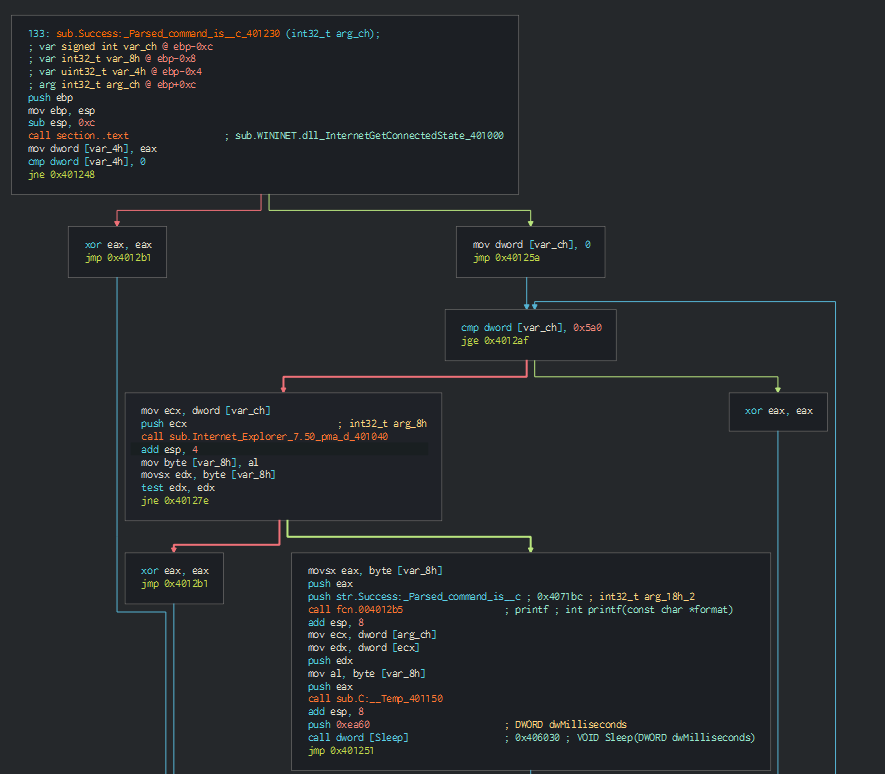 133: sub.Success:_Parsed_command_is__c_401230 (int32_t arg_ch);
; var signed int var_ch @ ebp-0xc
; var int32_t var_8h @ ebp-0x8
; var uint32_t var_4h @ ebp-0x4
; arg int32_t arg_ch @ ebp+0xc
push ebp
mov ebp, esp
sub esp, 0xc
call section..text ; sub.WININET.dll_InternetGetConnectedState_401000
mov dword [var_4h], eax
cmp dword [var_4h], 0
jne 0x401248
xor eax, eax
jmp 0x4012b1
mov dword [var_ch], 0
jmp 0x40125a
cmp dword [var_ch], 0x5a0
jge 0x4012af
mov ecx, dword [var_ch]
push ecx ; int32_t arg_8h
call sub.Internet_Explorer_7.50_pma_d_401040
add esp, 4
mov byte [var_8h], al
movsx edx, byte [var_8h]
test edx, edx
jne 0x40127e
xor eax, eax
xor eax, eax
jmp 0x4012b1
movsx eax, byte [var_8h]
push eax
push str.Success:_Parsed_command_is__c ; 0x4071bc ; int32_t arg_18h_2
call fcn.004012b5 ; printf ; int printf(const char *format)
add esp, 8
mov ecx, dword [arg_ch]
mov edx, dword [ecx]
push edx
mov al, byte [var_8h]
push eax
call sub.C:__Temp_401150
add esp, 8
push 0xea60 ; DWORD dwMilliseconds
call dword [Sleep] ; 0x406030 ; VOID Sleep(DWORD dwMilliseconds)
jmp 0x401251